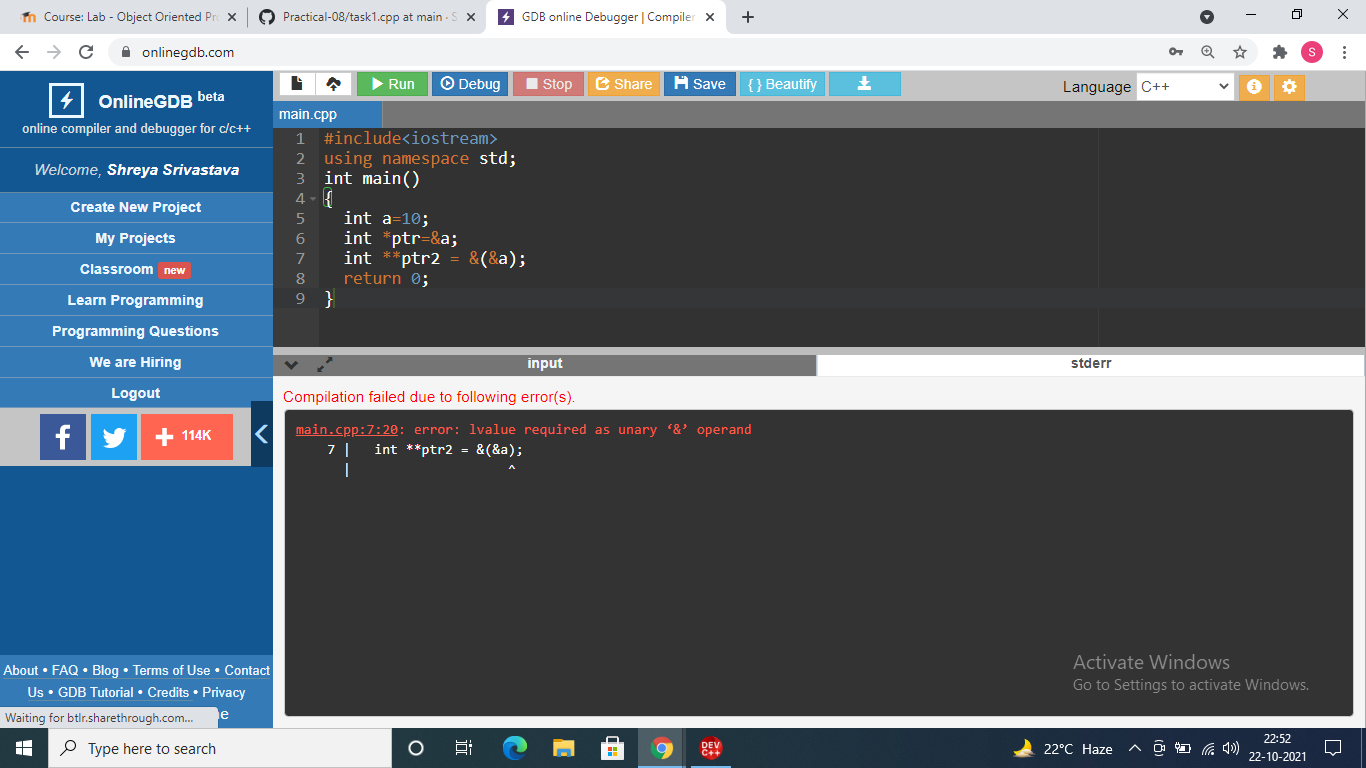 Course: Lab - Object Oriented Pr
Practical-08/task1.cpp at main · S
GDB online Debugger | Compiler
onlinegdb.com
S
OnlineGDB beta
online compiler and debugger for c/c++
Welcome, Shreya Srivastava
Create New Project
My Projects
Classroom new
Learn Programming
Programming Questions
We are Hiring
Logout
114K
About • FAQ • Blog • Terms of Use • Contact
Us • GDB Tutorial • Credits • Privacy
Waiting for btlr.sharethrough.com...
Run Debug Stop Share Save { } Beautify
Language C++
main.cpp
1 #include<iostream>
2 using namespace std;
3 int main()
4 {
5 int a=10;
6 int *ptr=&a;
7 int **ptr2 = &(&a);
8 return 0;
9 }
input
stderr
Compilation failed due to following error(s).
main.cpp:7:20: error: lvalue required as unary ‘&’ operand
7 | int **ptr2 = &(&a);
| ^
Activate Windows
Go to Settings to activate Windows.
Type here to search
DEV
C++
22°C Haze
22:52
22-10-2021